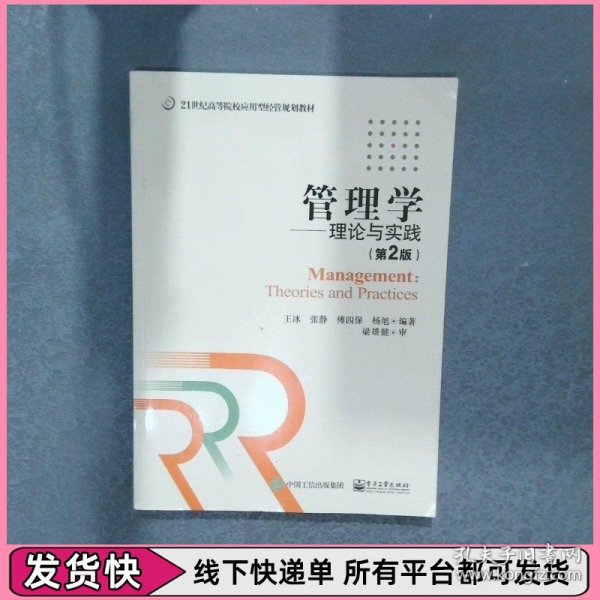 21世纪高等院校应用型经管规划教材
管理学
——理论与实践
（第2版）
Management:
Theories and Practices
王冰 张静 傅四保 杨旭·编著
梁雄健·审
RRR
中国工信出版集团
电子工业出版社
孔夫子旧书网
www.kongfz.com
发货快
线下快递单 所有平台都可发货